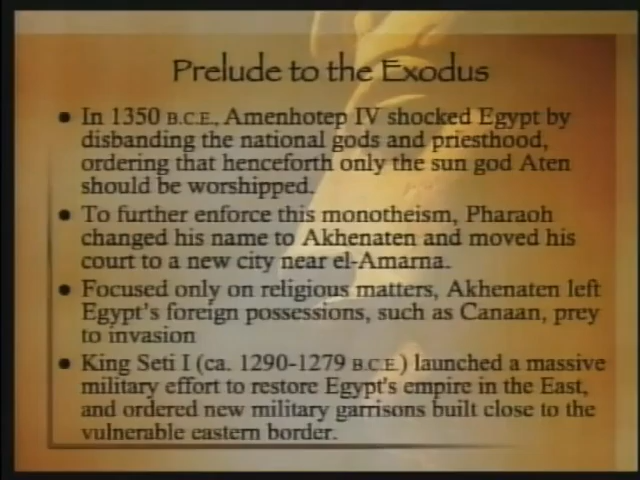 Prelude to the Exodus
• In 1350 B.C.E., Amenhotep IV shocked Egypt by
disbanding the national gods and priesthood,
ordering that henceforth only the sun god Aten
should be worshipped.
• To further enforce this monotheism, Pharaoh
changed his name to Akhenaten and moved his
court to a new city near el-Amarna.
• Focused only on religious matters, Akhenaten left
Egypt's foreign possessions, such as Canaan, prey
to invasion
• King Seti I (ca. 1290-1279 B.C.E.) launched a massive
military effort to restore Egypt's empire in the East,
and ordered new military garrisons built close to the
vulnerable eastern border.